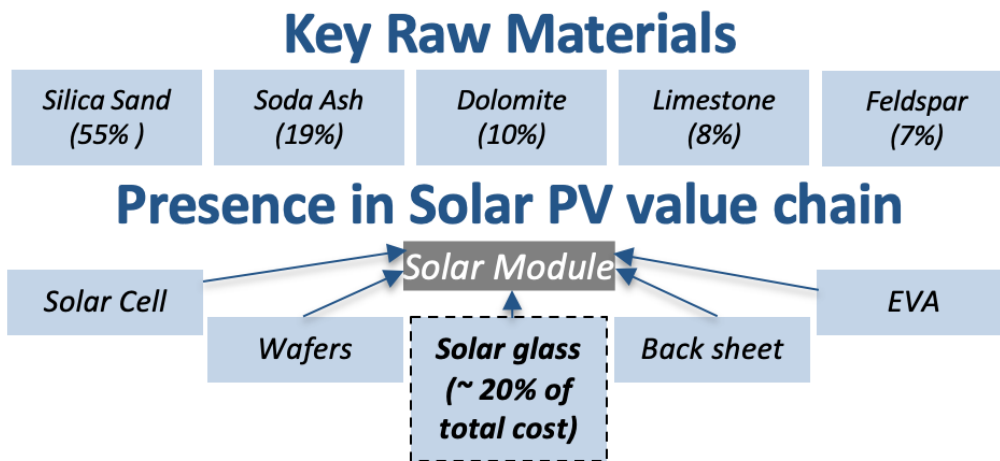 Key Raw Materials
Silica Sand
(55% )
Soda Ash
(19%)
Dolomite
(10%)
Limestone
(8%)
Feldspar
(7%)
Presence in Solar PV value chain
Solar Module
Solar Cell
EVA
Wafers
Solar glass
(~ 20% of
total cost)
Back sheet